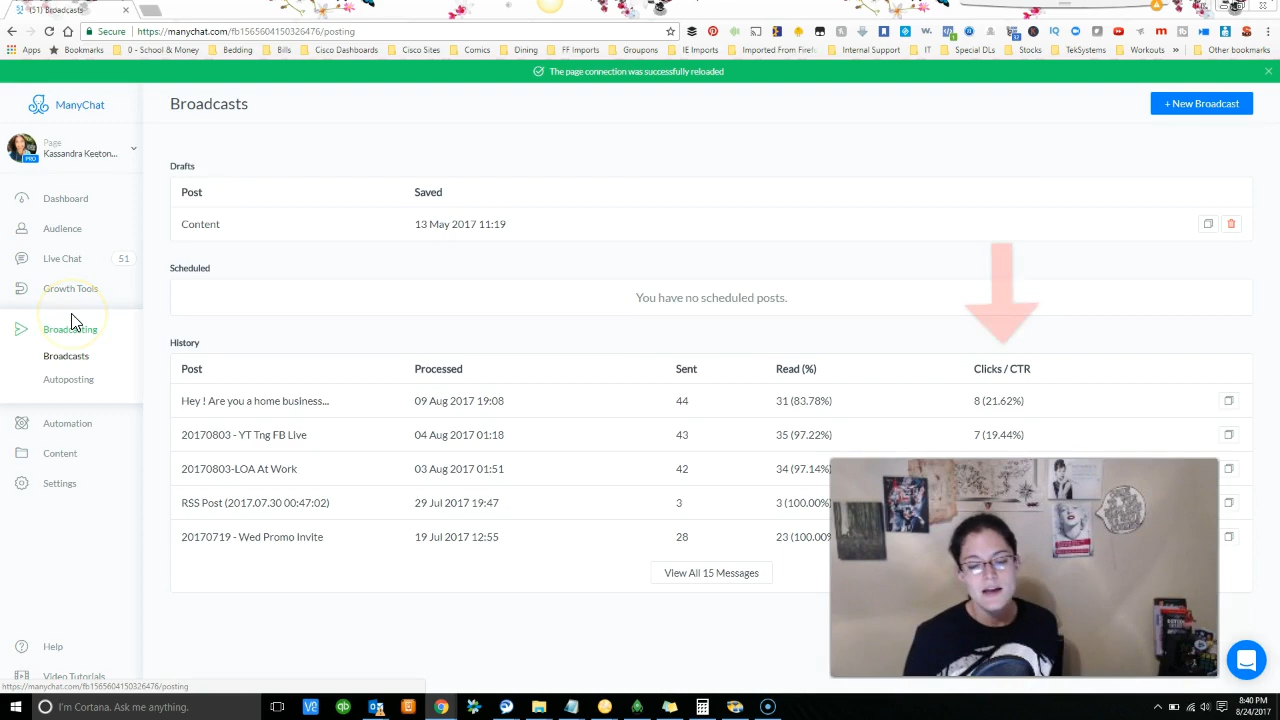 (51) Broadcasts
Secure
https://manychat.com/fb1565604150326476/posting
Apps
Bookmarks
0 - School
Money
Bandon
Lotus Dashboards
Cisco Sites
Comms
Dining
FF Imports
Groupons
IE Imports
Imported From Firefox
Internal Support
IT
Special DLs
Stocks
TekSystems
Workouts
»
Other bookmarks
The page connection was successfully reloaded
ManyChat
Broadcasts
+ New Broadcast
Page
Kassandra Keeton...
PRO
Dashboard
Audience
Live Chat
51
Growth Tools
Broadcasting
Broadcasts
Autoposting
Automation
Content
Settings
Help
Video Tutorials
Drafts
Post Saved
Content 13 May 2017 11:19
Scheduled
You have no scheduled posts.
History
Post Processed Sent Read (%) Clicks / CTR
Hey ! Are you a home business... 09 Aug 2017 19:08 44 31 (83.78%) 8 (21.62%)
20170803 - YT Tng FB Live 04 Aug 2017 01:18 43 35 (97.22%) 7 (19.44%)
20170803-LOA At Work 03 Aug 2017 01:51 42 34 (97.14%)
RSS Post (2017.07.30 00:47:02) 29 Jul 2017 19:47 3 3 (100.00%)
20170719 - Wed Promo Invite 19 Jul 2017 12:55 28 23 (100.00%
View All 15 Messages
https://manychat.com/fb1565604150326476/posting
I'm Cortana. Ask me anything.
8:40 PM
8/24/2017